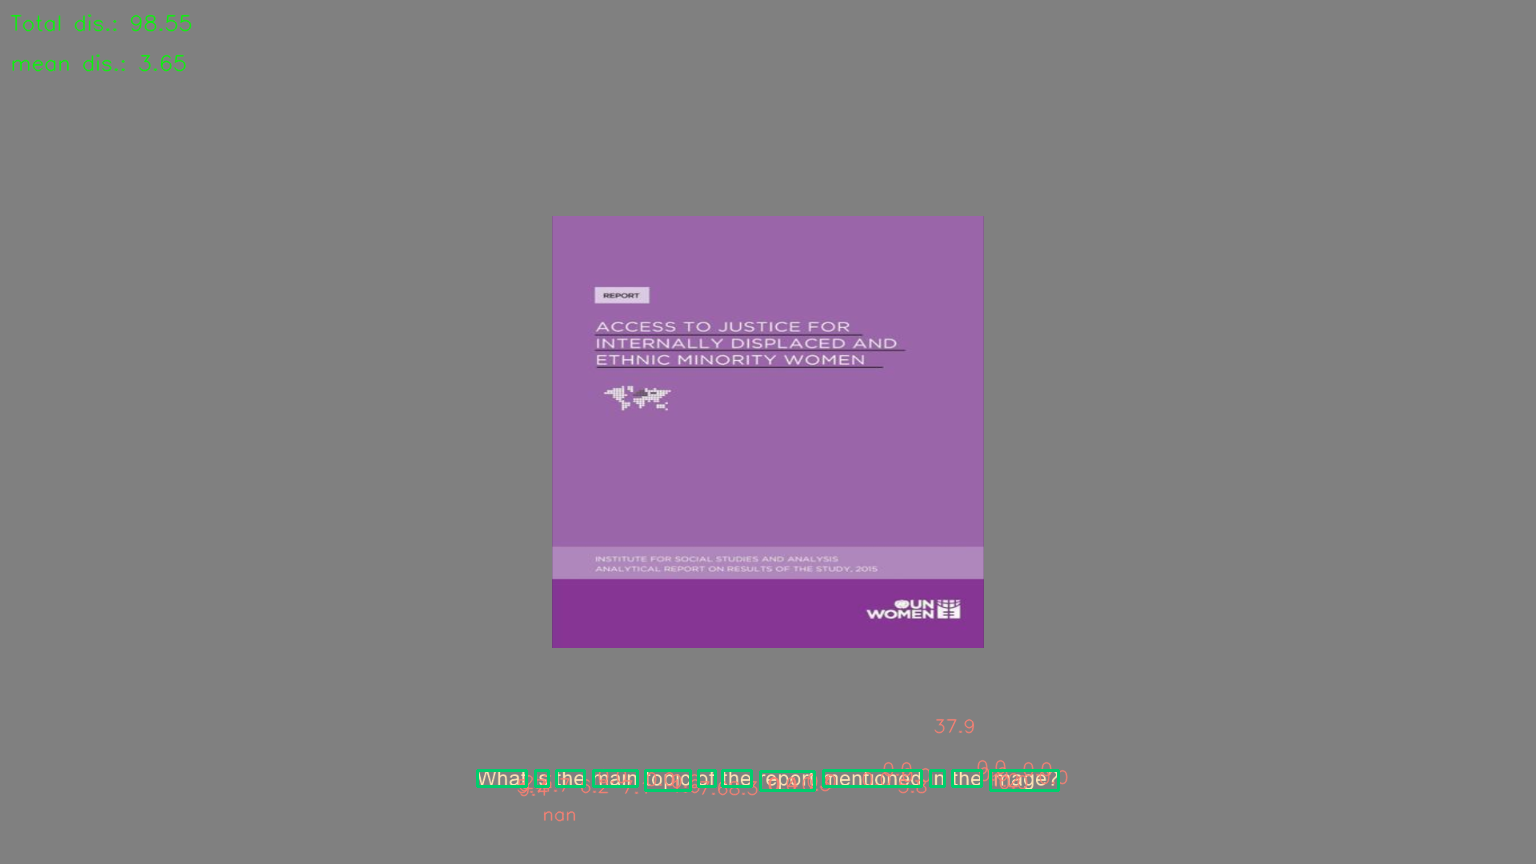 Total dis.: 98.55
mean dis.: 3.65
REPORT
ACCESS TO JUSTICE FOR
INTERNALLY DISPLACED AND
ETHNIC MINORITY WOMEN
INSTITUTE FOR SOCIAL STUDIES AND ANALYSIS
ANALYTICAL REPORT ON RESULTS OF THE STUDY, 2015
UN
WOMEN
37.9
What is the main topic of the report mentioned in the image?
nan